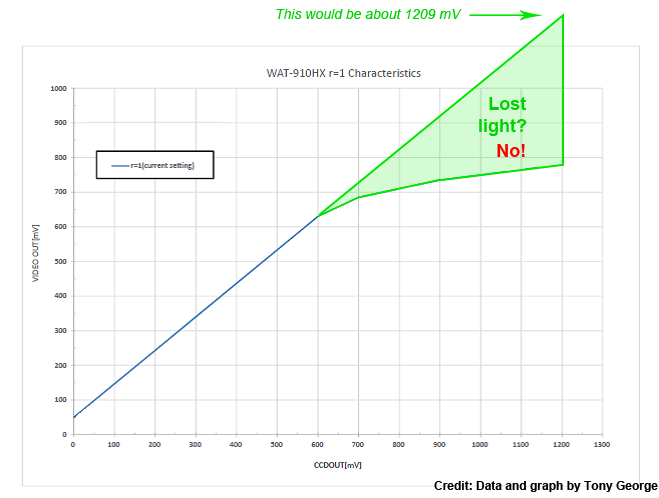 This would be about 1209 mV
WAT-910HX r=1 Characteristics
Lost
light?
No!
r=1[current setting]
VIDEO OUT[mV]
1000
900
800
700
600
500
400
300
200
100
0
0 100 200 300 400 500 600 700 800 900 1000 1100 1200 1300
CCDOUT[mV]
Credit: Data and graph by Tony George